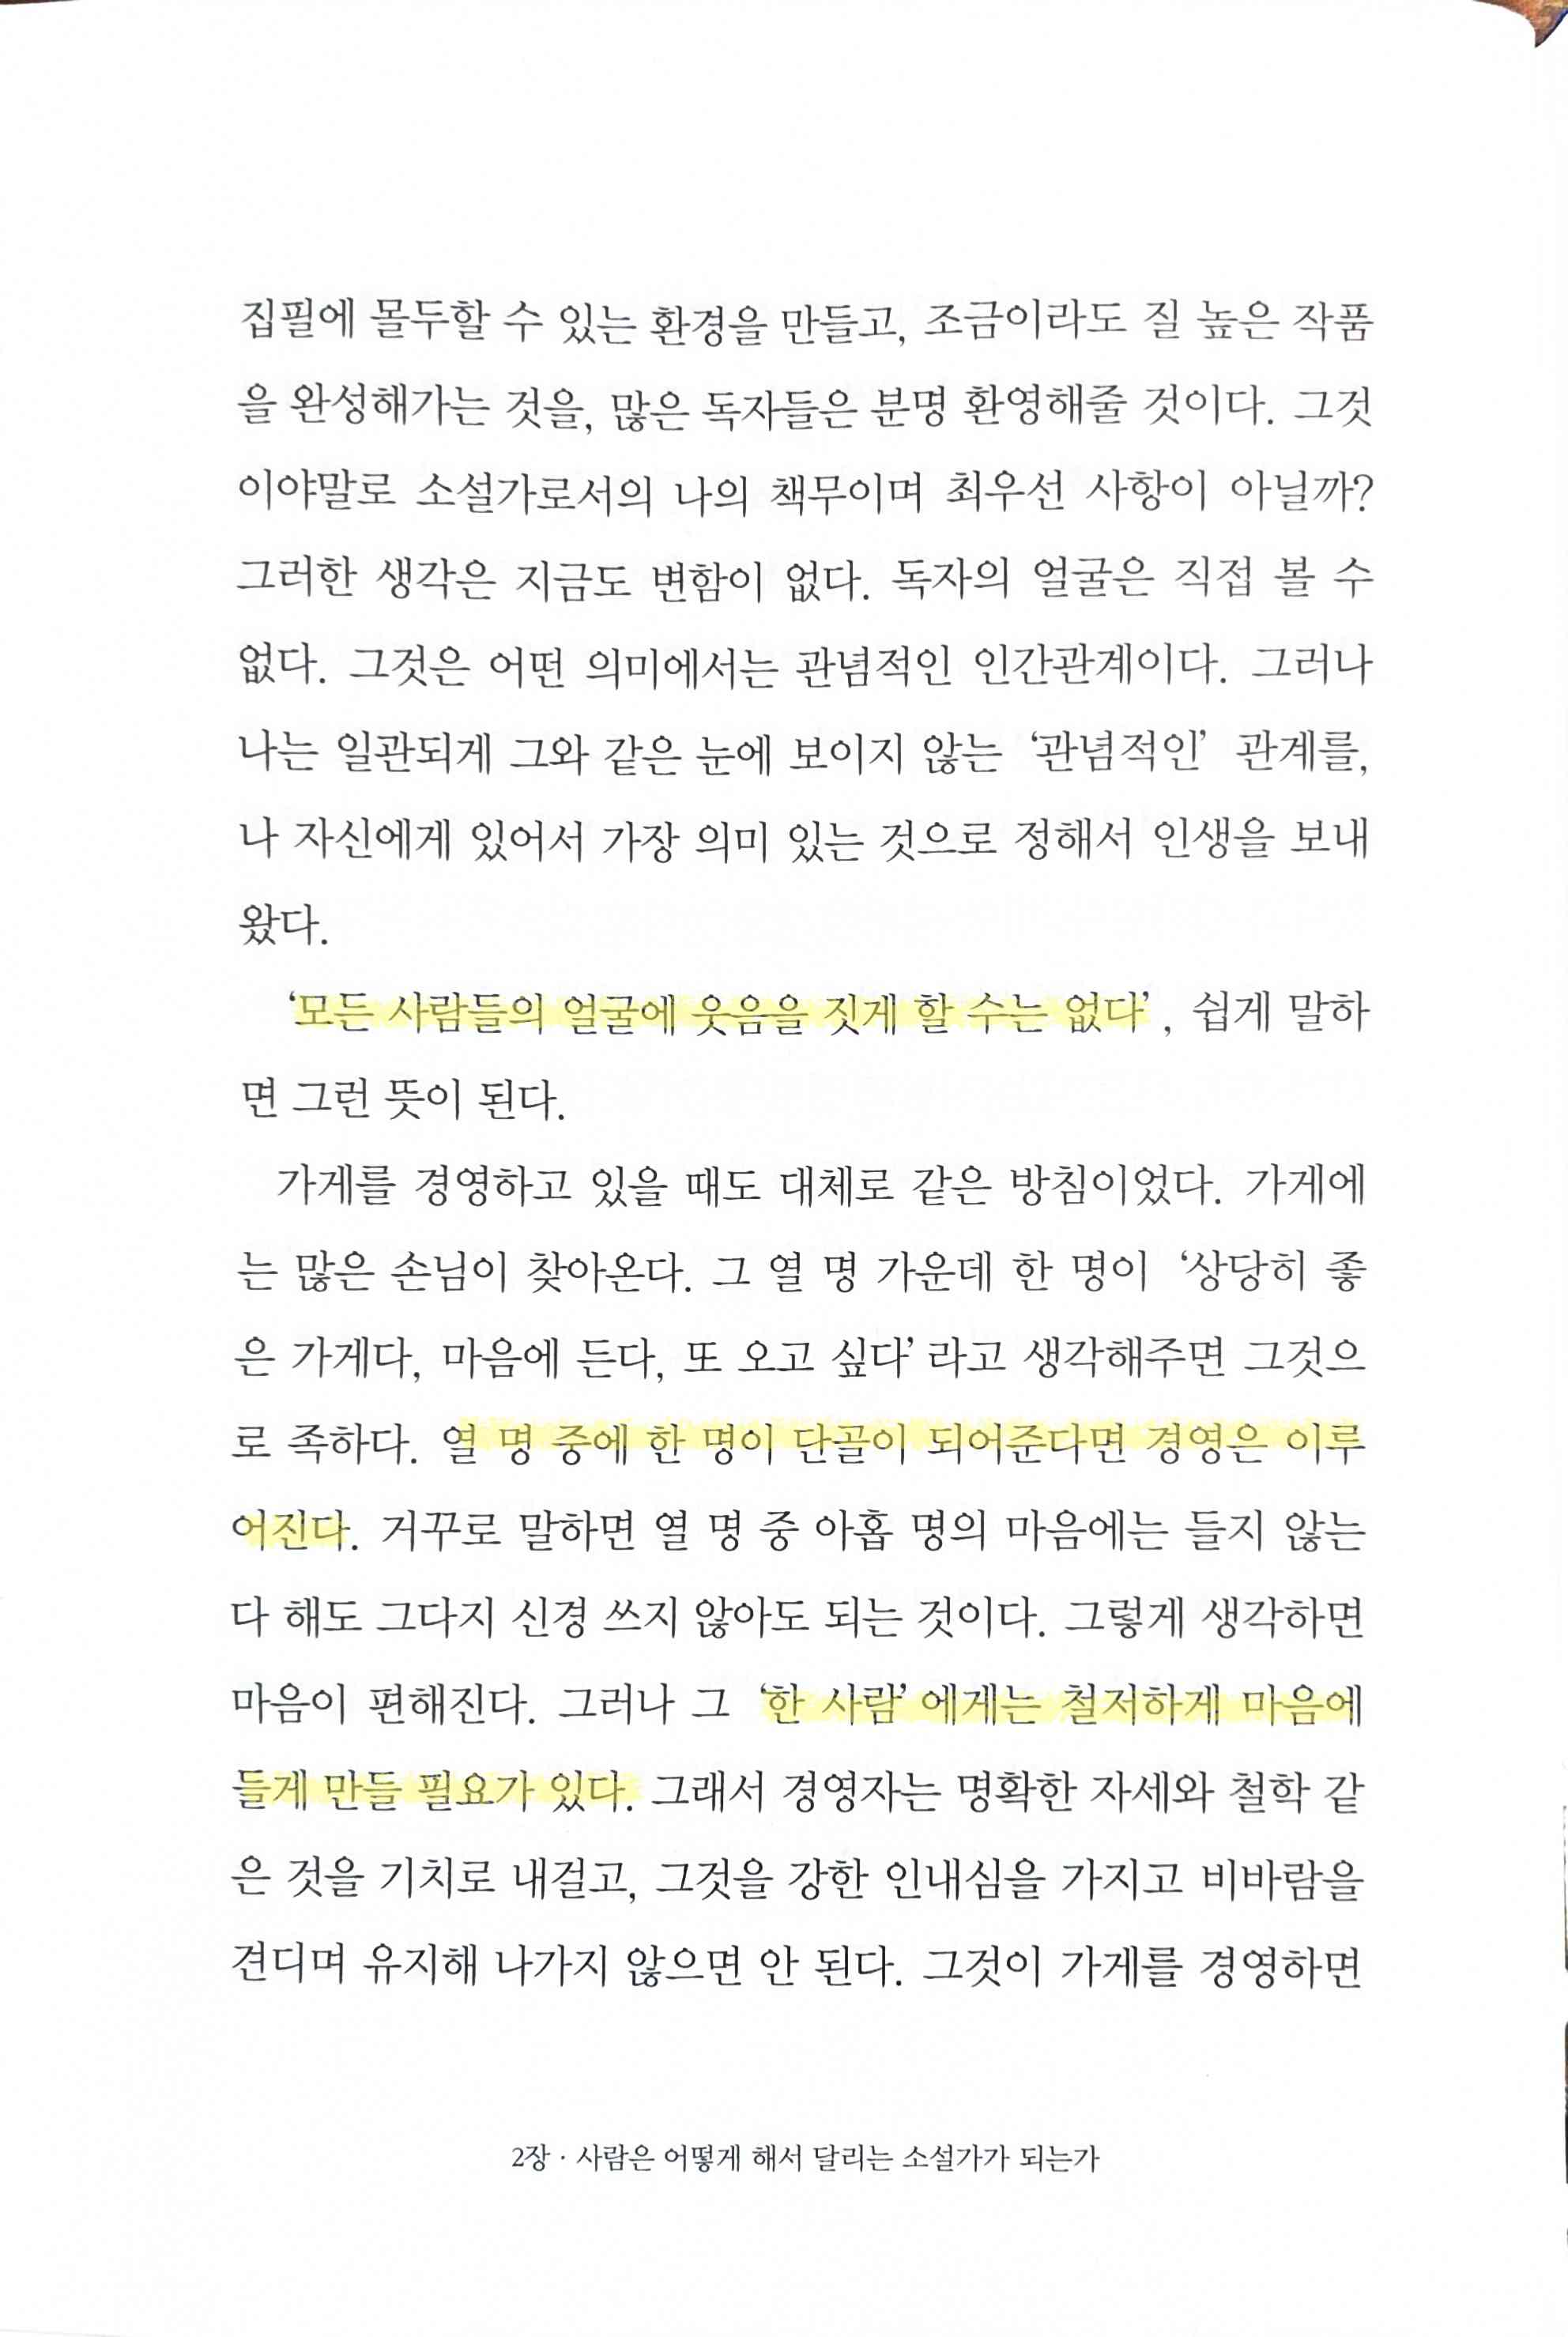 집필에 몰두할 수 있는 환경을 만들고, 조금이라도 질 높은 작품
을 완성해가는 것을, 많은 독자들은 분명 환영해줄 것이다. 그것
이야말로 소설가로서의 나의 책무이며 최우선 사항이 아닐까?
그러한 생각은 지금도 변함이 없다. 독자의 얼굴은 직접 볼 수
없다. 그것은 어떤 의미에서는 관념적인 인간관계이다. 그러나
나는 일관되게 그와 같은 눈에 보이지 않는 ‘관념적인’ 관계를,
나 자신에게 있어서 가장 의미 있는 것으로 정해서 인생을 보내
왔다.
‘모든 사람들의 얼굴에 웃음을 짓게 할 수는 없다’, 쉽게 말하
면 그런 뜻이 된다.
가게를 경영하고 있을 때도 대체로 같은 방침이었다. 가게에
는 많은 손님이 찾아온다. 그 열 명 가운데 한 명이 ‘상당히 좋
은 가게다, 마음에 든다, 또 오고 싶다’라고 생각해주면 그것으
로 족하다. 열 명 중에 한 명이 단골이 되어준다면 경영은 이루
어진다. 거꾸로 말하면 열 명 중 아홉 명의 마음에는 들지 않는
다 해도 그다지 신경 쓰지 않아도 되는 것이다. 그렇게 생각하면
마음이 편해진다. 그러나 그 ‘한 사람’에게는 철저하게 마음에
들게 만들 필요가 있다. 그래서 경영자는 명확한 자세와 철학 같
은 것을 기치로 내걸고, 그것을 강한 인내심을 가지고 비바람을
견디며 유지해 나가지 않으면 안 된다. 그것이 가게를 경영하면
2장 · 사람은 어떻게 해서 달리는 소설가가 되는가